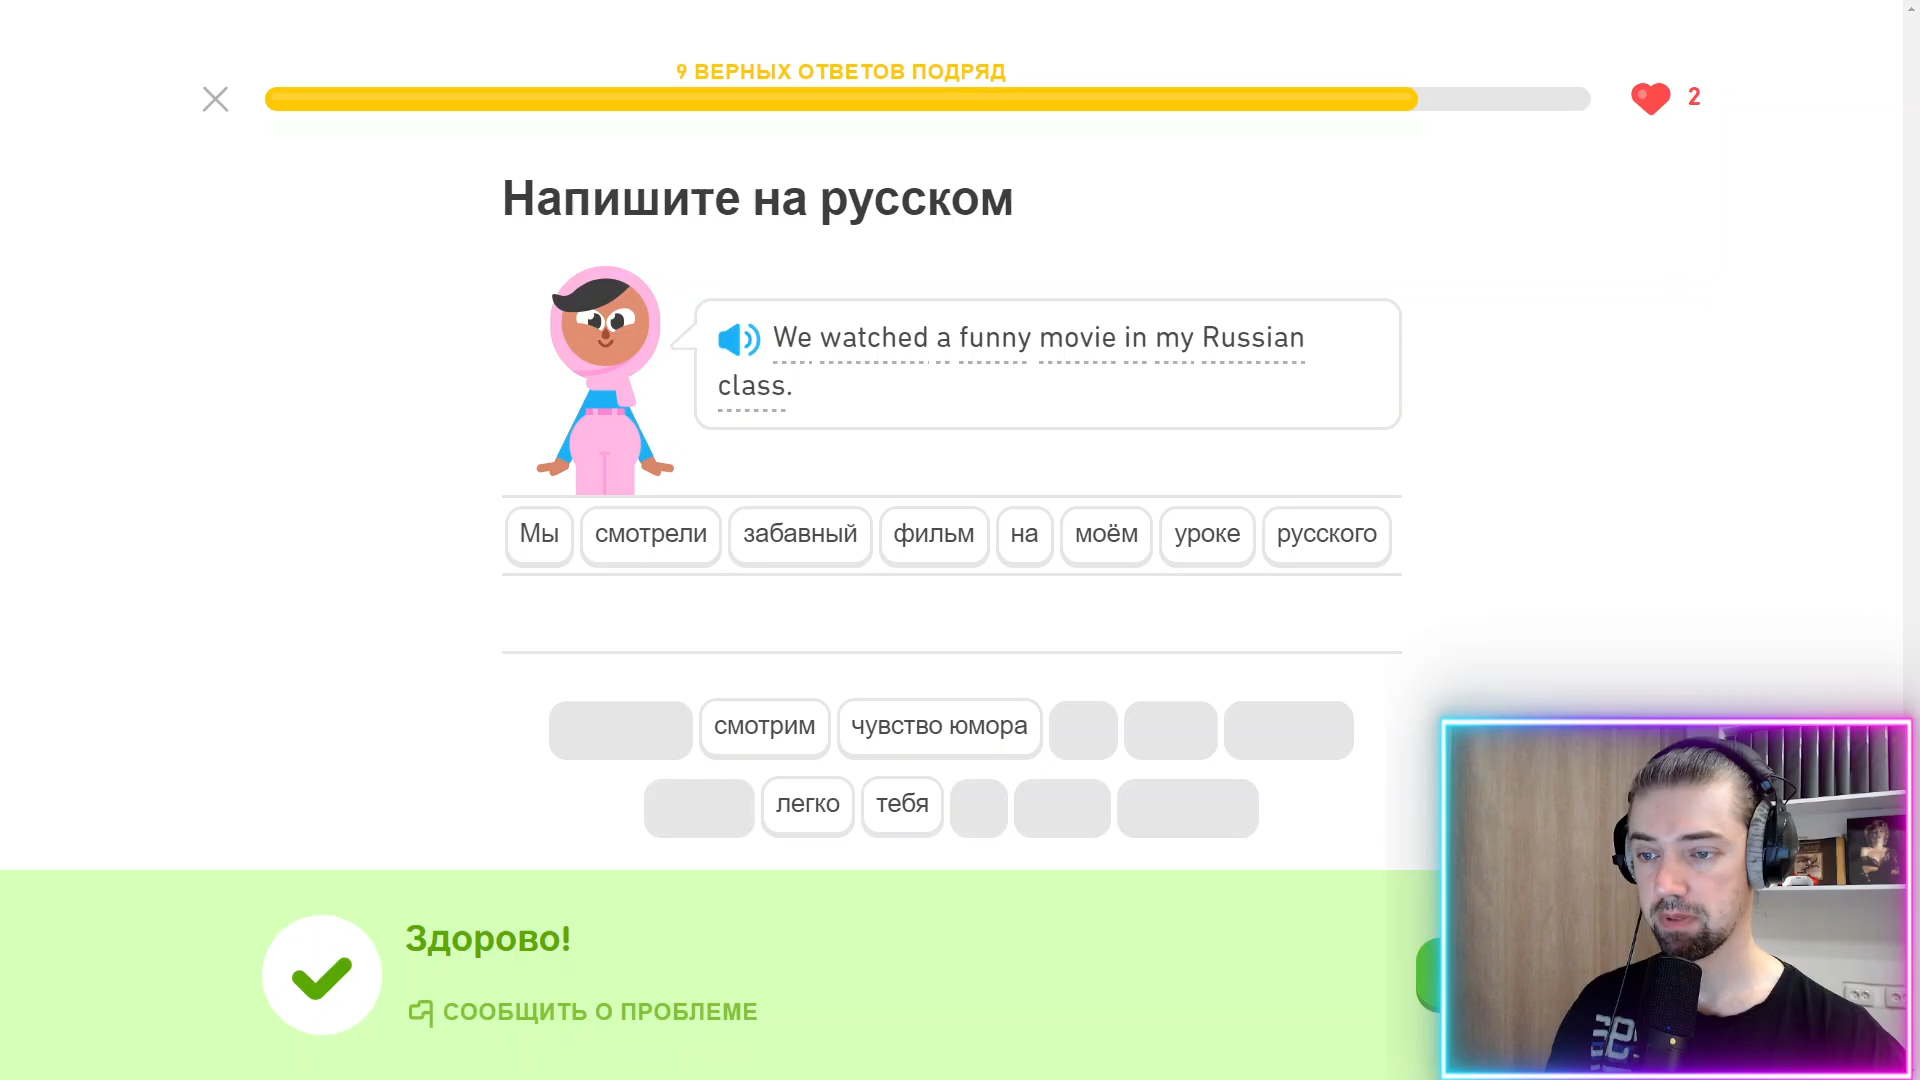 9 ВЕРНЫХ ОТВЕТОВ ПОДРЯД
2
Напишите на русском
We watched a funny movie in my Russian
class.
Мы смотрели забавный фильм на моём уроке русского
смотрим чувство юмора
легко тебя
Здорово!
СООБЩИТЬ О ПРОБЛЕМЕ